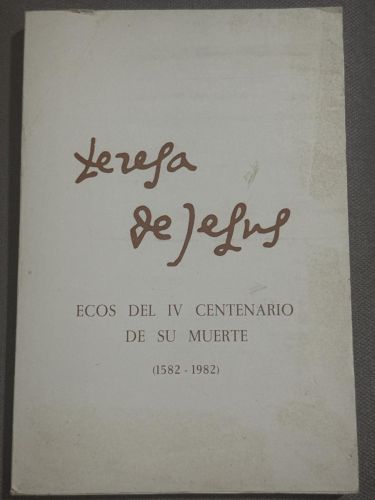 teresa
de Jesus
ECOS DEL IV CENTENARIO
DE SU MUERTE
(1582 - 1982)